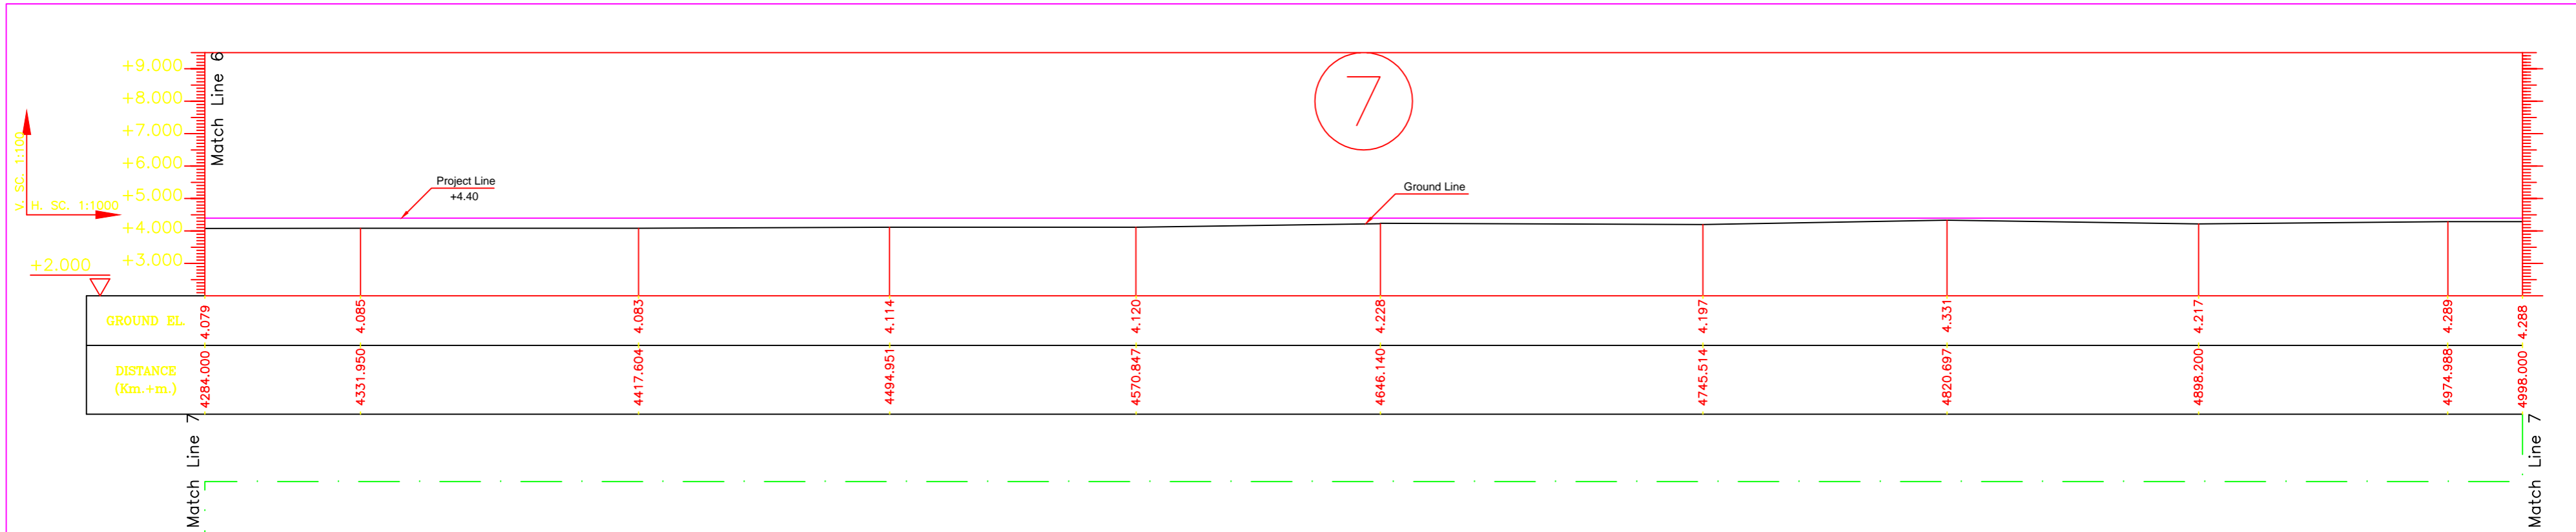 Match Line 6
7
+9.000
+8.000
+7.000
+6.000
+5.000
+4.000
+3.000
V. SC. 1:100
H. SC. 1:1000
+2.000
Project Line
+4.40
Ground Line
GROUND EL. 4.079 4.085 4.083 4.114 4.120 4.228 4.197 4.331 4.217 4.289 4.288
DISTANCE
(Km.+m.) 4284.000 4331.950 4417.604 4494.951 4570.847 4646.140 4745.514 4820.697 4898.200 4974.988 4998.000
Match Line 7
Match Line 7